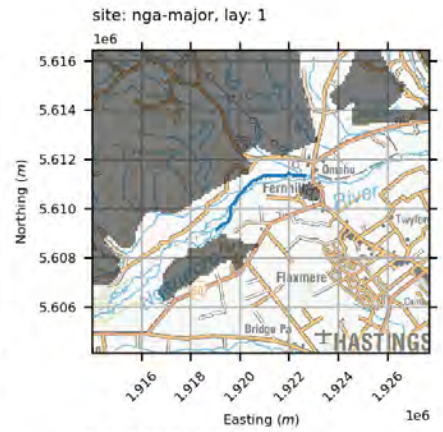 site: nga-major, lay: 1
1e6
5.616
5.614
5.612
5.610
5.608
5.606
Northing (m)
Omahu
Fernhill
River
Twyford
Flaxmere
Bridge Pa
HASTINGS
1.916
1.918
1.920
1.922
1.924
1.926
Easting (m)
1e6